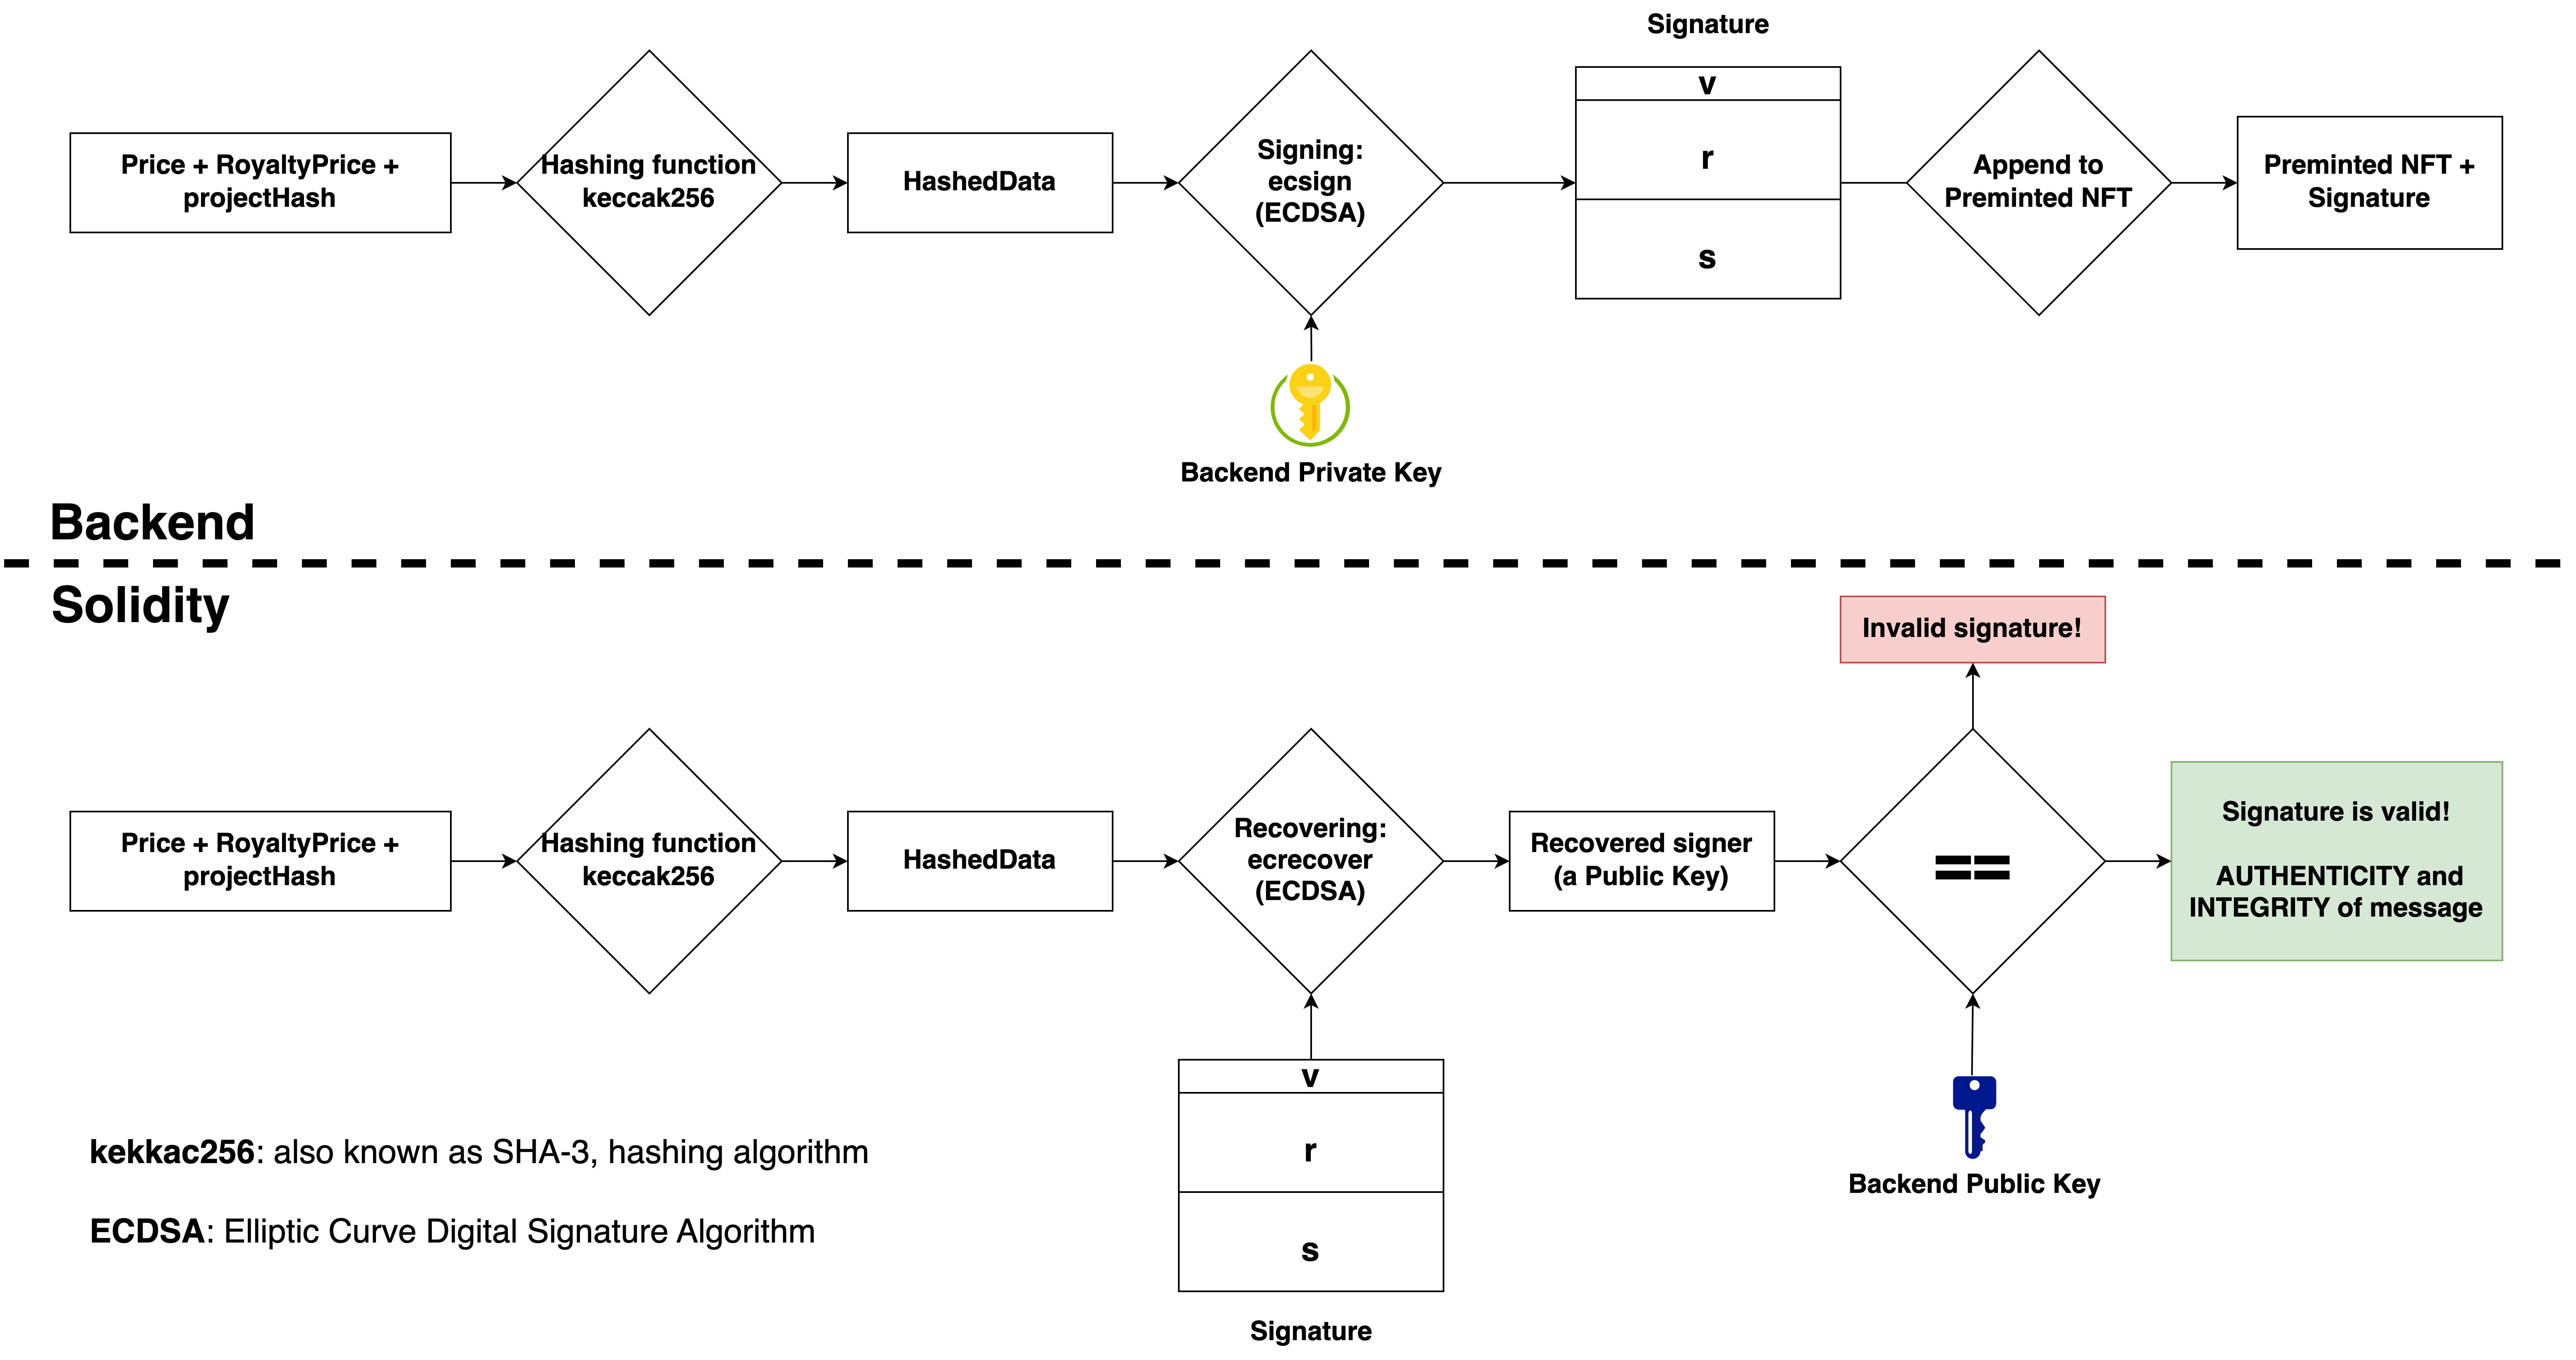 Signature
Price + RoyaltyPrice +
projectHash
Hashing function
keccak256
HashedData
Signing:
ecsign
(ECDSA)
v
r
s
Append to
Preminted NFT
Preminted NFT +
Signature
Backend Private Key
Backend
Solidity
Invalid signature!
Price + RoyaltyPrice +
projectHash
Hashing function
keccak256
HashedData
Recovering:
ecrecover
(ECDSA)
Recovered signer
(a Public Key)
==
Signature is valid!
AUTHENTICITY and
INTEGRITY of message
v
r
s
Signature
Backend Public Key
kekkac256: also known as SHA-3, hashing algorithm
ECDSA: Elliptic Curve Digital Signature Algorithm